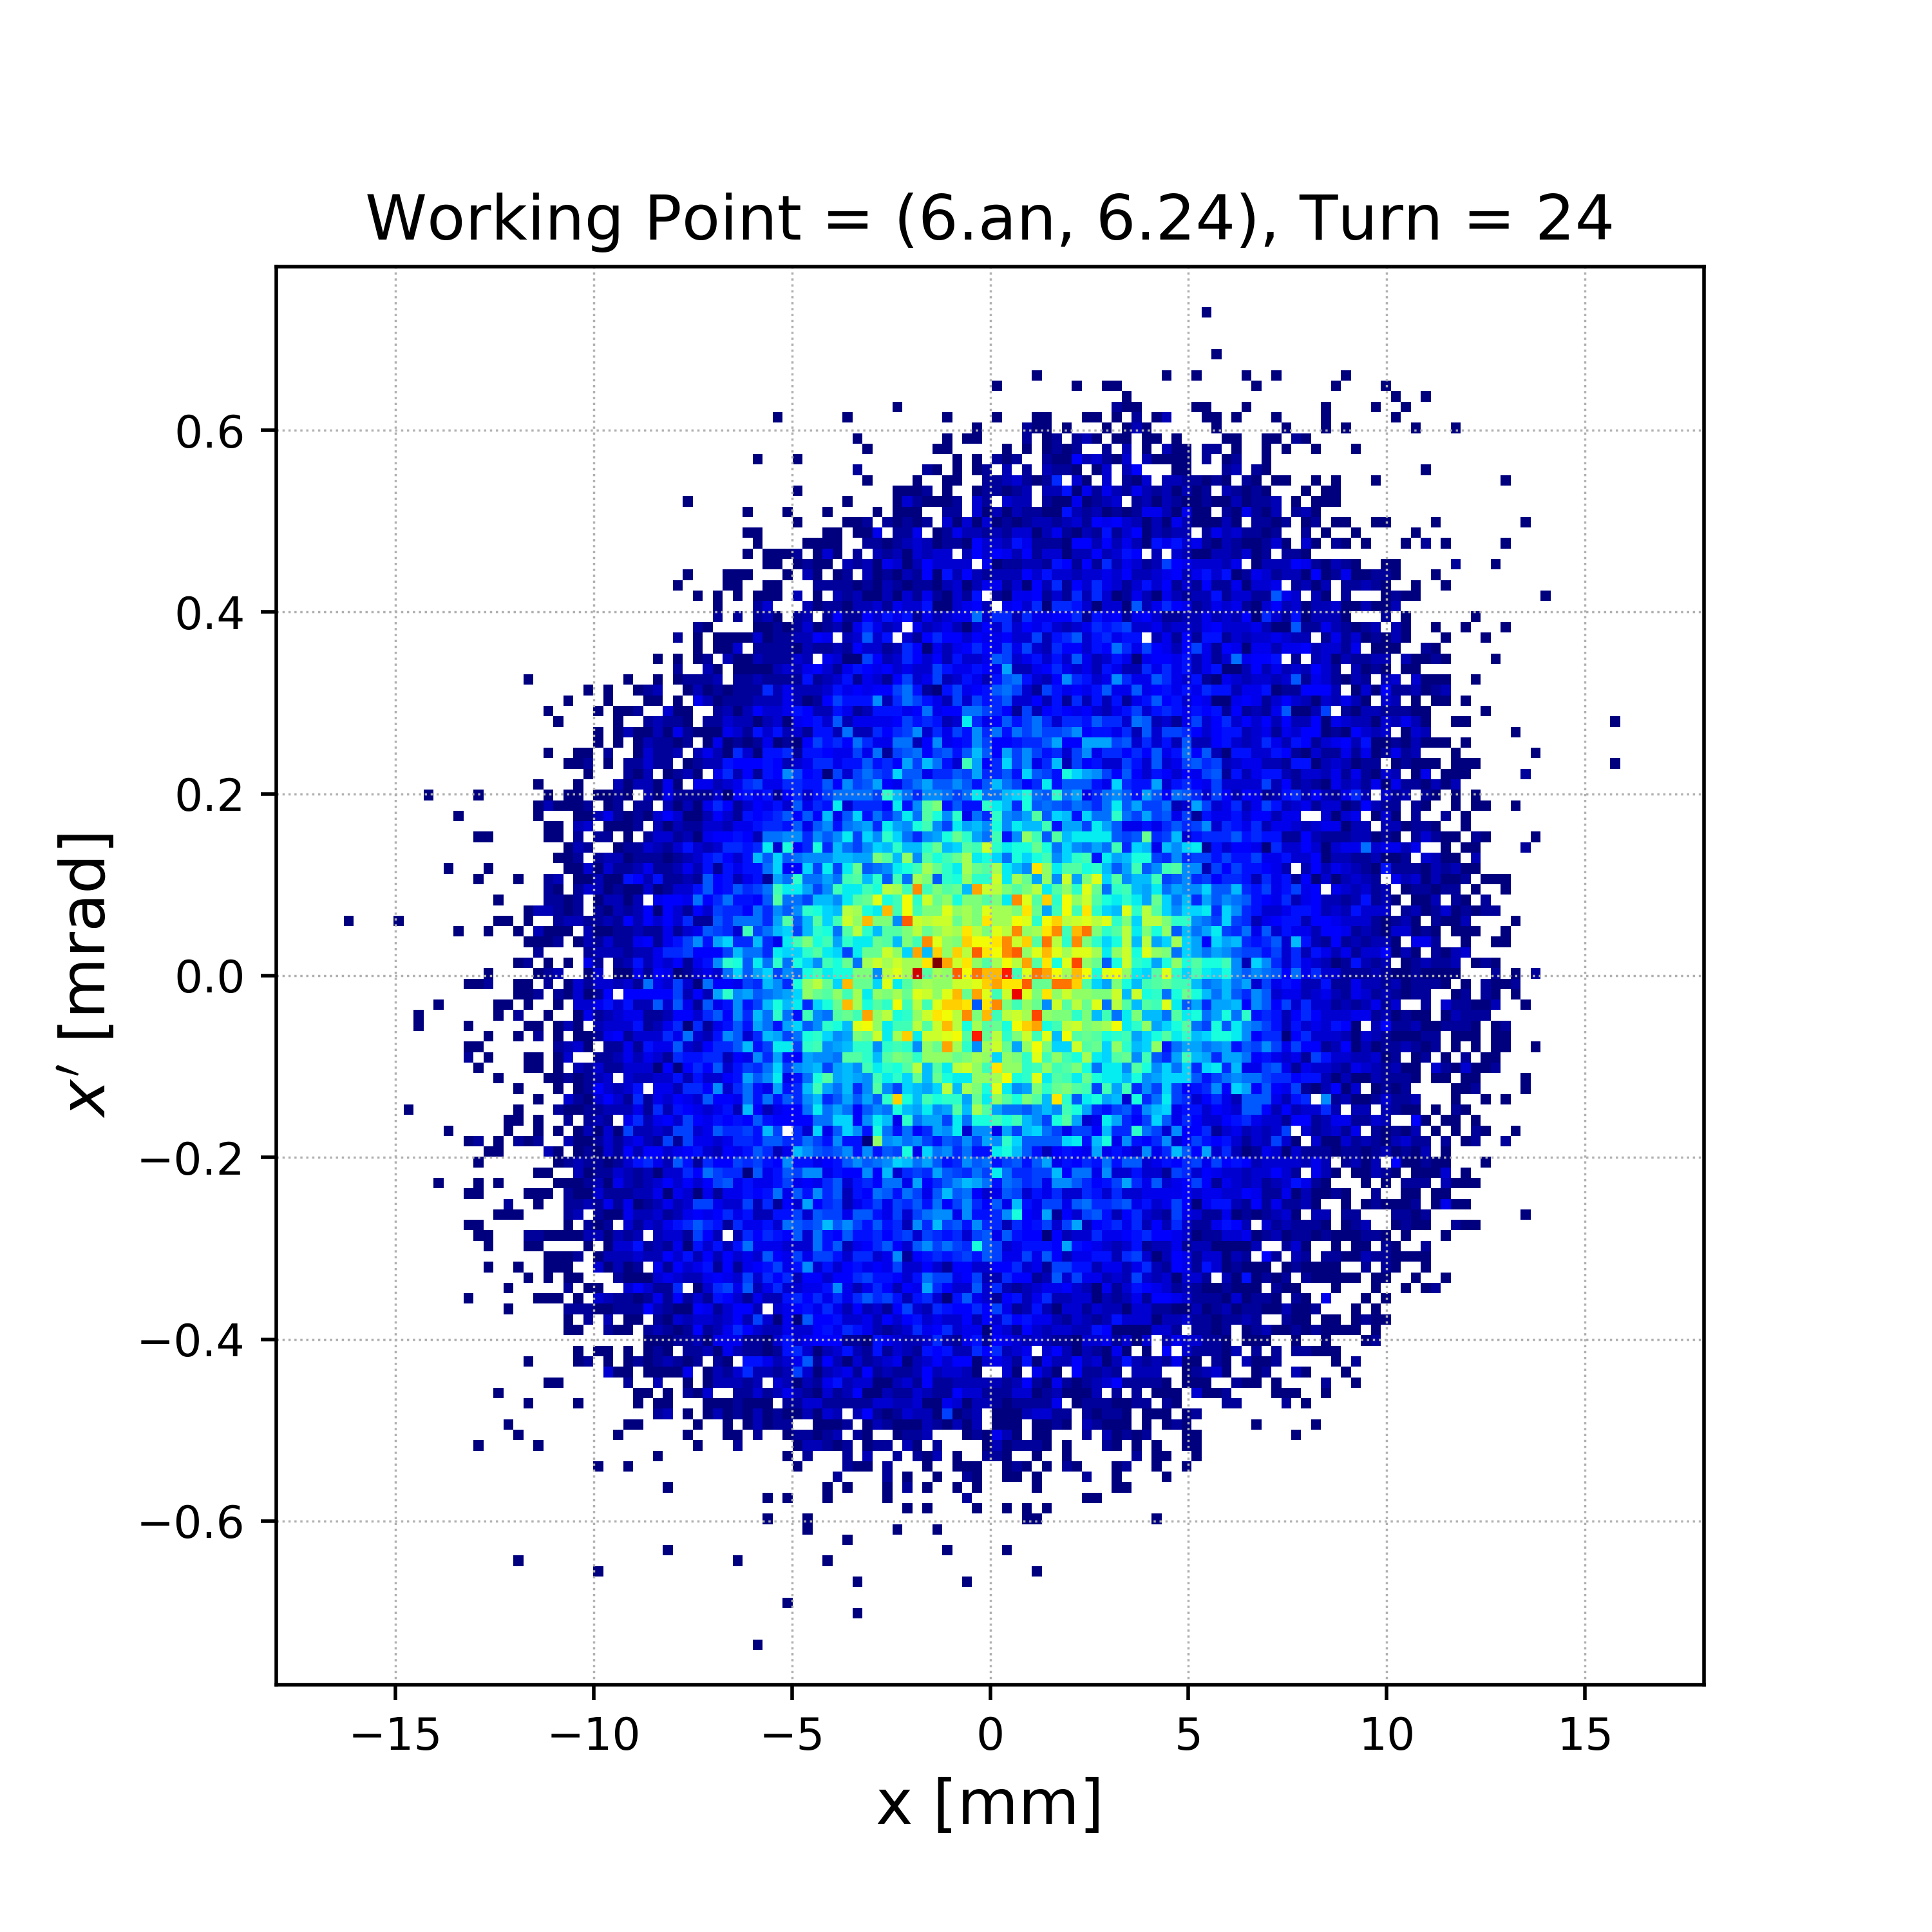 Working Point = (6.an, 6.24), Turn = 24
0.6
0.4
0.2
0.0
−0.2
−0.4
−0.6
x′ [mrad]
−15 −10 −5 0 5 10 15
x [mm]